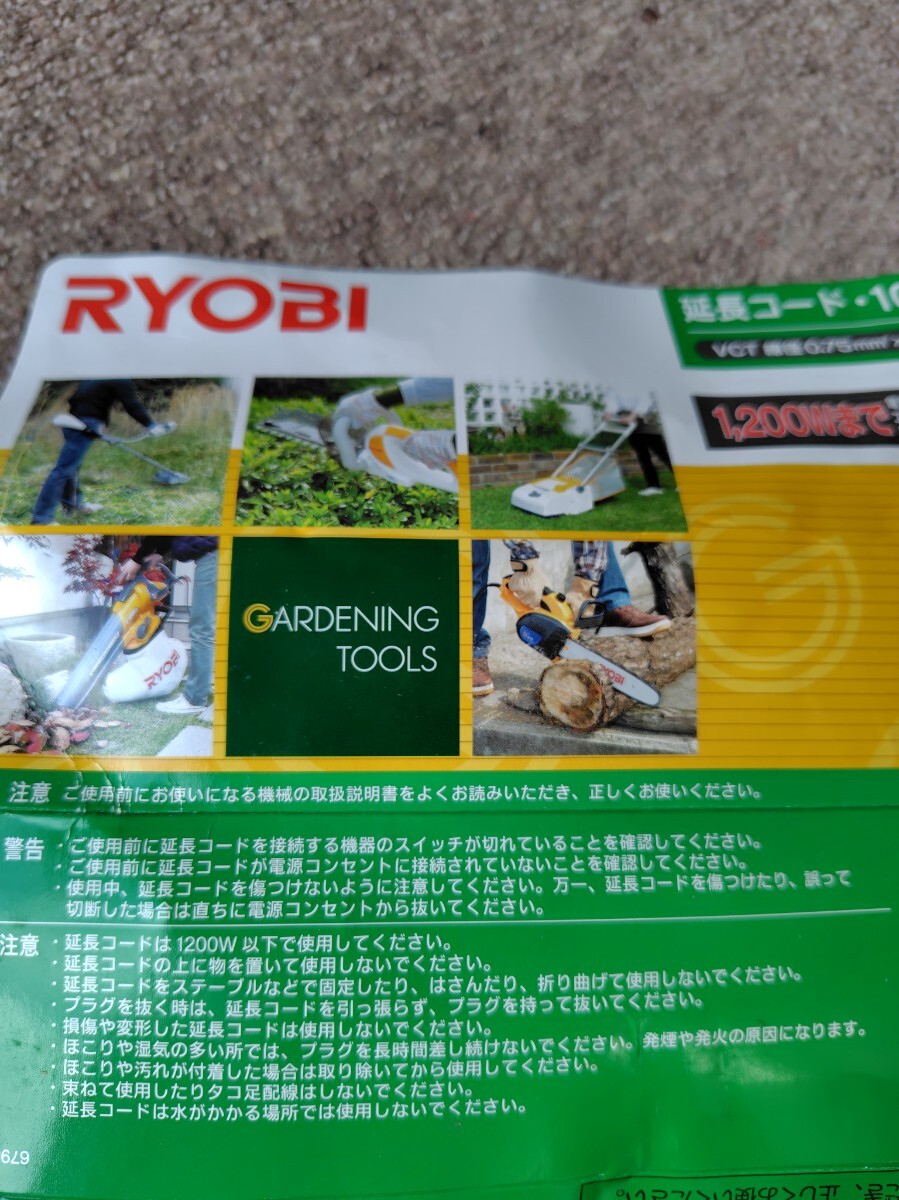 RYOBI
延長コード・10
VCT 線径0.75mm²
1,200Wまで
RYOBI
GARDENING
TOOLS
RYOBI
注意 ご使用前にお使いになる機械の取扱説明書をよくお読みいただき、正しくお使いください。
警告 ・ご使用前に延長コードを接続する機器のスイッチが切れていることを確認してください。
・ご使用前に延長コードが電源コンセントに接続されていないことを確認してください。
・使用中、延長コードを傷つけないように注意してください。万一、延長コードを傷つけたり、誤って
切断した場合は直ちに電源コンセントから抜いてください。
注意 ・延長コードは1200W以下で使用してください。
・延長コードの上に物を置いて使用しないでください。
・延長コードをステープルなどで固定したり、はさんだり、折り曲げて使用しないでください。
・プラグを抜く時は、延長コードを引っ張らず、プラグを持って抜いてください。
・損傷や変形した延長コードは使用しないでください。
・ほこりや湿気の多い所では、プラグを長時間差し続けないでください。発煙や発火の原因になります。
・ほこりや汚れが付着した場合は取り除いてから使用してください。
・束ねて使用したりタコ足配線はしないでください。
・延長コードは水がかかる場所では使用しないでください。
679
正しくお使いください。